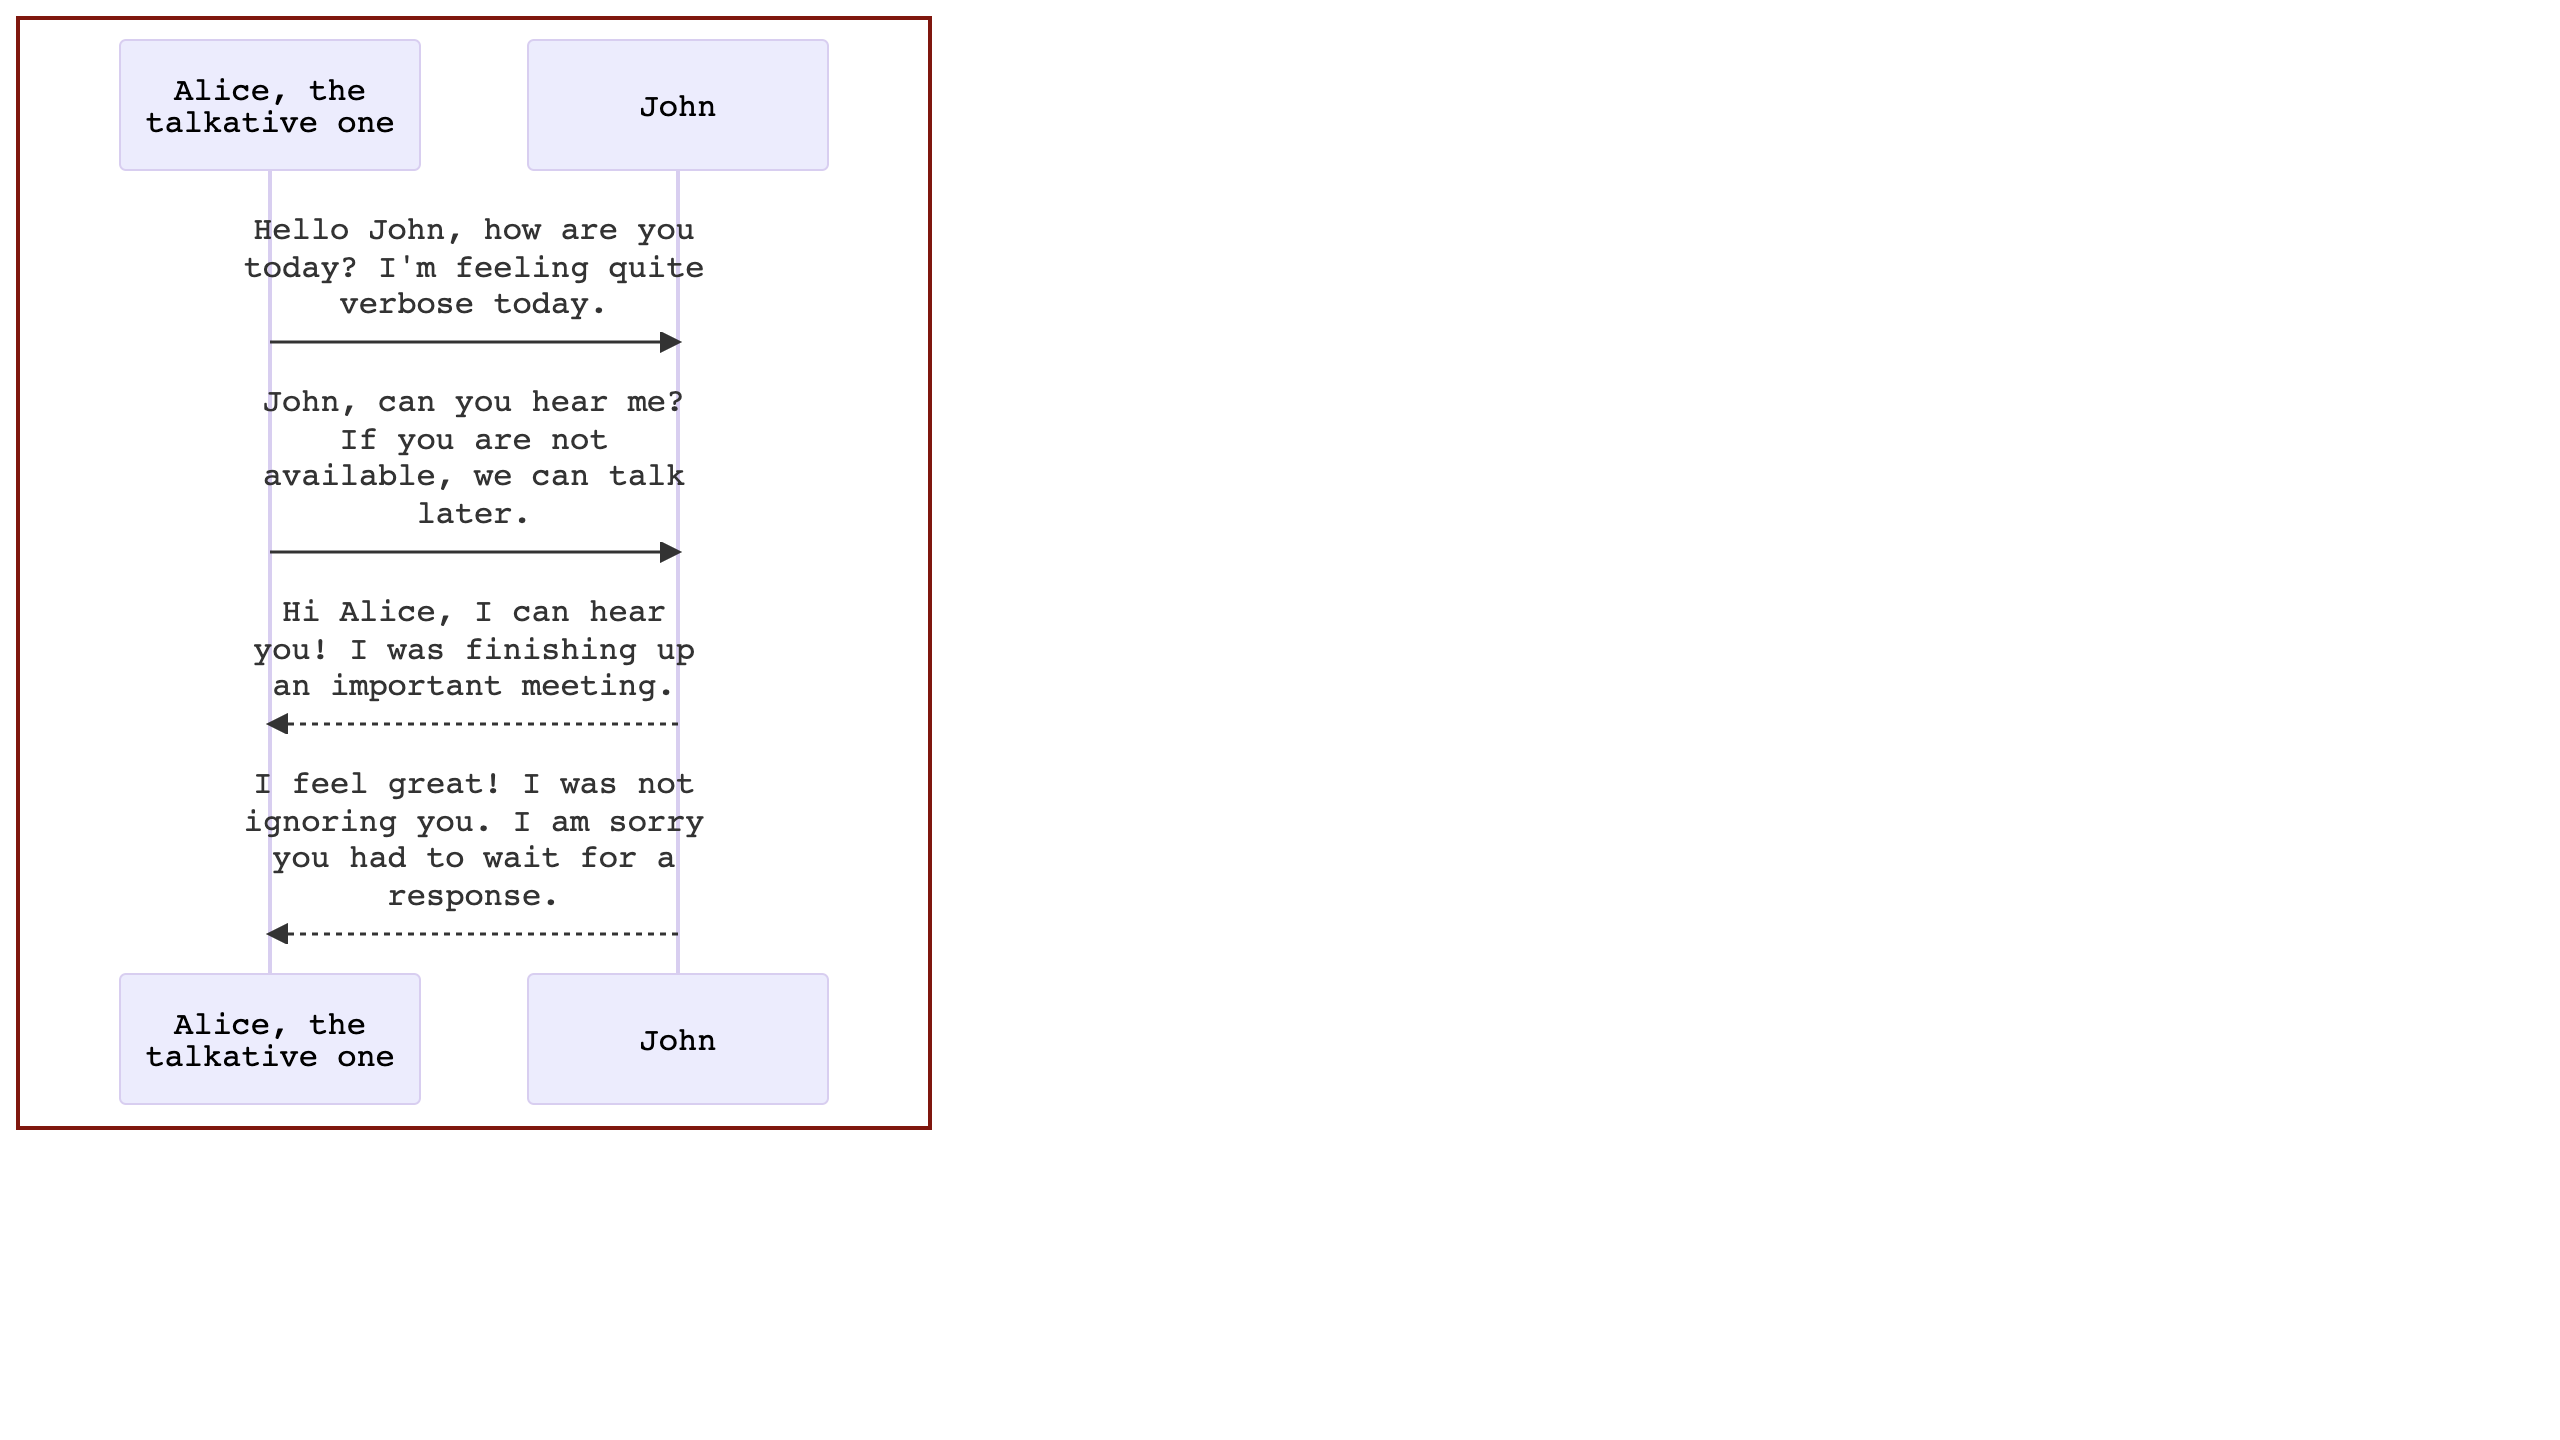 Alice, the
talkative one
John
Hello John, how are you
today? I'm feeling quite
verbose today.
John, can you hear me?
If you are not
available, we can talk
later.
Hi Alice, I can hear
you! I was finishing up
an important meeting.
I feel great! I was not
ignoring you. I am sorry
you had to wait for a
response.
Alice, the
talkative one
John